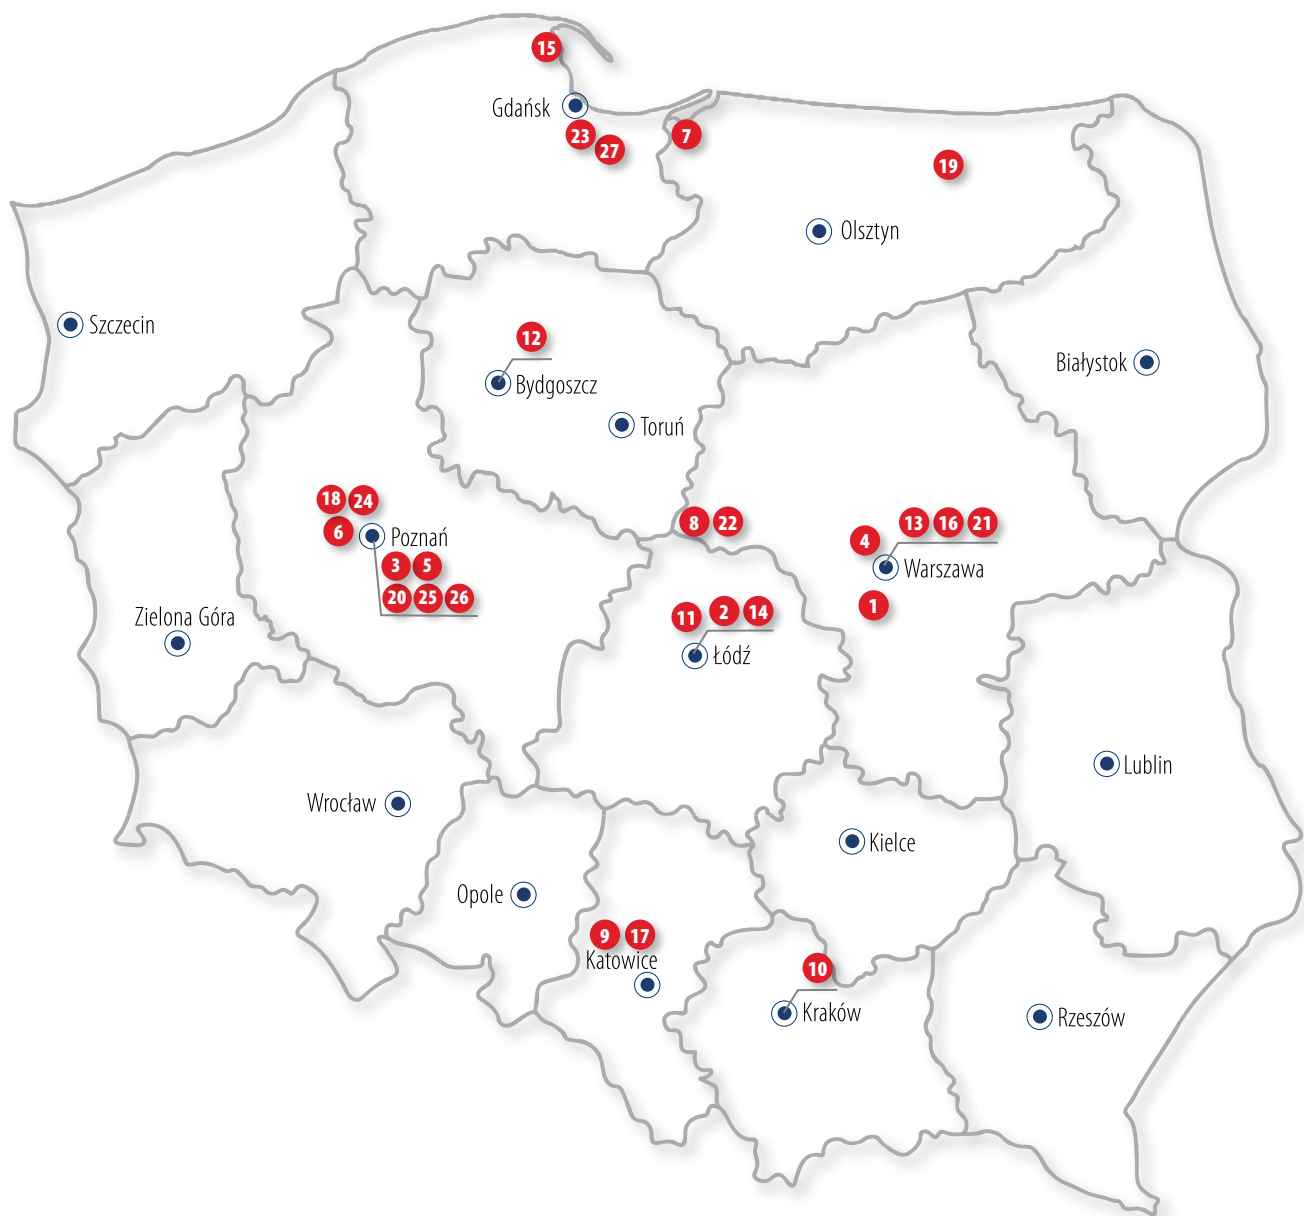 15
Gdańsk
23
27
7
19
Olsztyn
Szczecin
12
Bydgoszcz
Toruń
Białystok
18 24
6
Poznań
3 5
20 25 26
8 22
13 16 21
4
Warszawa
1
Zielona Góra
11 2 14
Łódź
Wrocław
Lublin
Kielce
Opole
9 17
Katowice
10
Kraków
Rzeszów